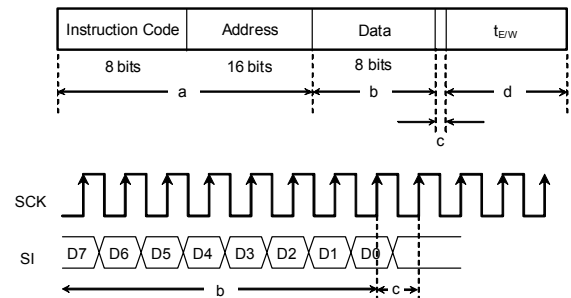 Instruction Code Address Data tE/W
8 bits 16 bits 8 bits
a b d
c
SCK
SI D7 D6 D5 D4 D3 D2 D1 D0
b c